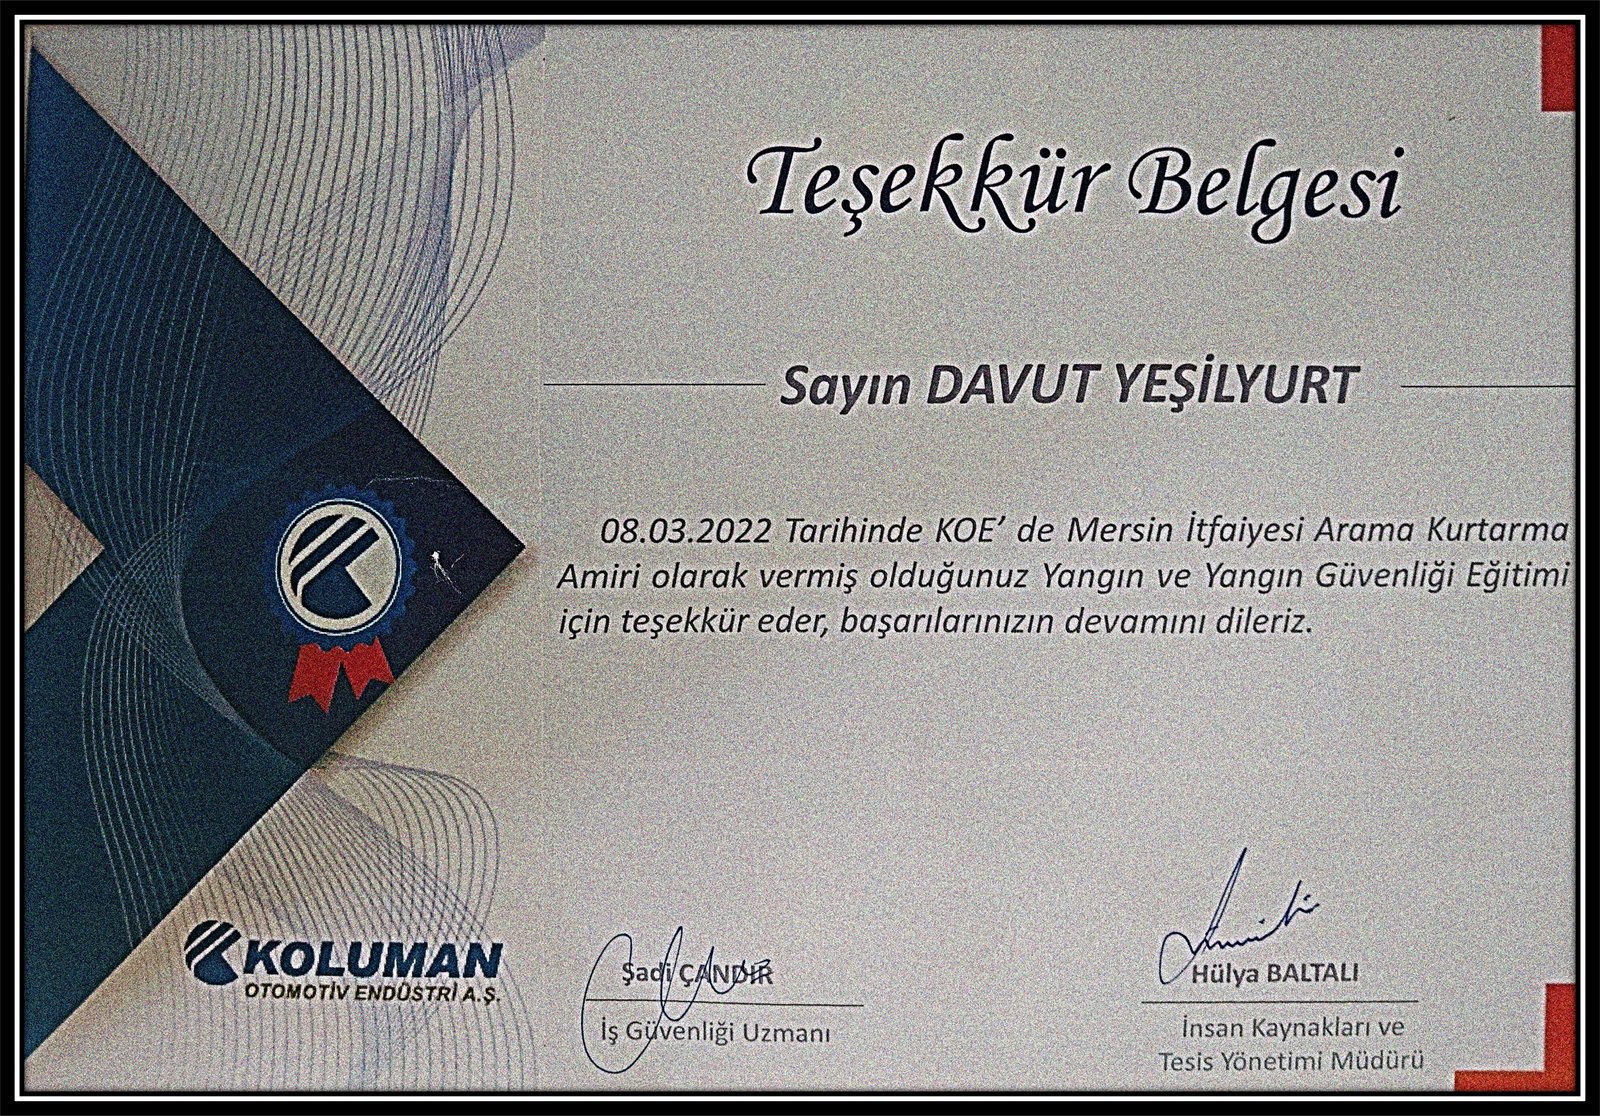 Teşekkür Belgesi
Sayın DAVUT YEŞİLYURT
08.03.2022 Tarihinde KOE’ de Mersin İtfaiyesi Arama Kurtarma
Amiri olarak vermiş olduğunuz Yangın ve Yangın Güvenliği Eğitimi
için teşekkür eder, başarılarınızın devamını dileriz.
KOLUMAN
OTOMOTİV ENDÜSTRİ A.Ş.
Şadi ÇANDIR
İş Güvenliği Uzmanı
Hülya BALTALI
İnsan Kaynakları ve
Tesis Yönetimi Müdürü